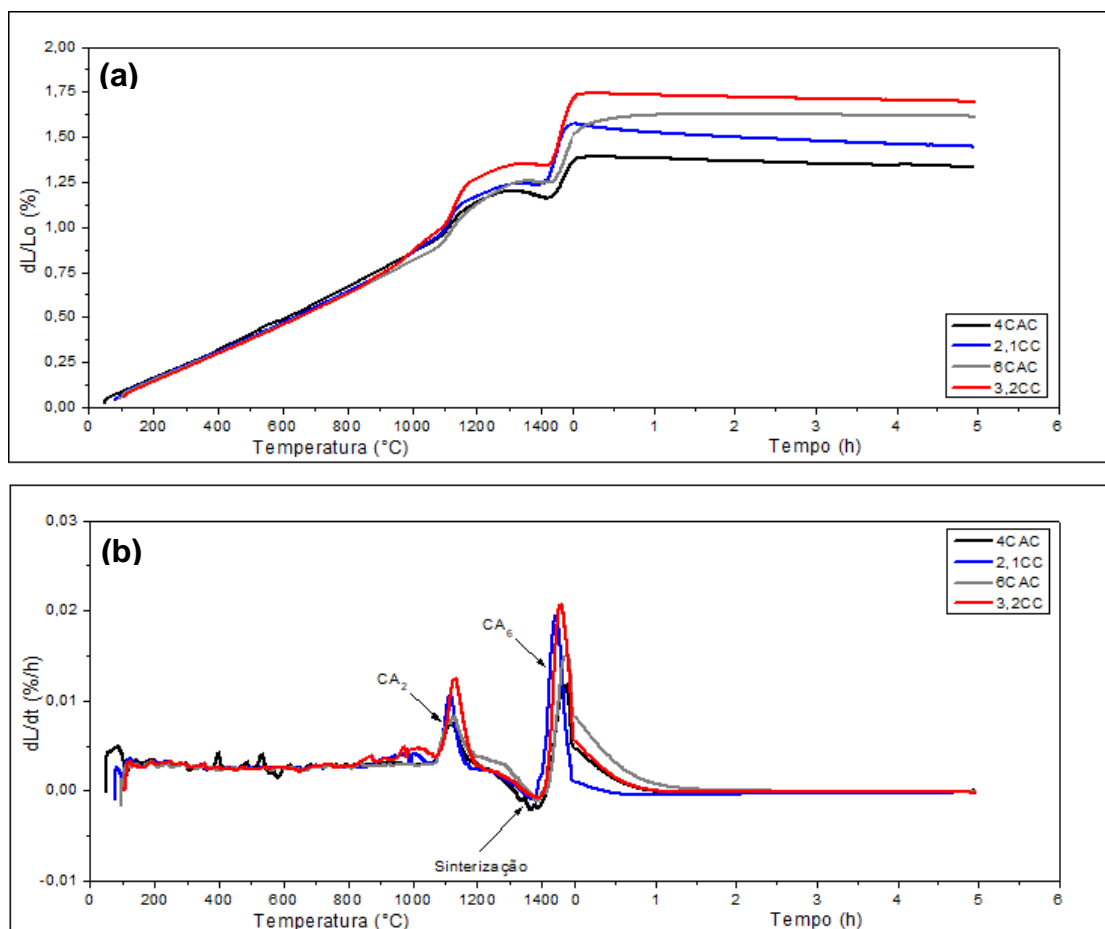 (a)
2,00
1,75
1,50
1,25
1,00
0,75
0,50
0,25
0,00
dL/Lo (%)
4CAC
2,1CC
6CAC
3,2CC
0 200 400 600 800 1000 1200 1400 0 1 2 3 4 5 6
Temperatura (°C) Tempo (h)
(b)
0,03
0,02
0,01
0,00
-0,01
dL/dt (%/h)
4CAC
2,1CC
6CAC
3,2CC
CA6
CA2
Sinterização
0 200 400 600 800 1000 1200 1400 0 1 2 3 4 5 6
Temperatura (°C) Tempo (h)